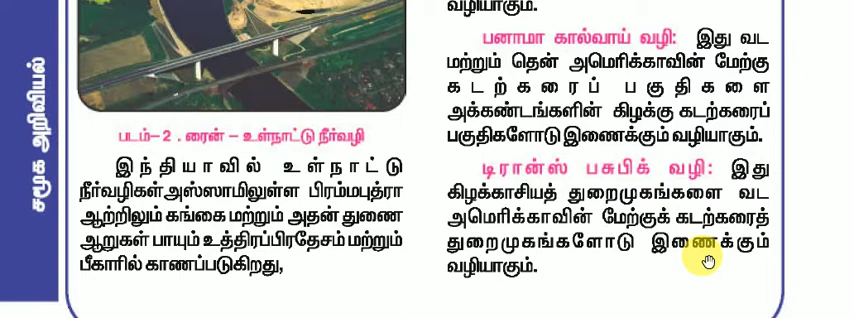 சமூக அறிவியல்
படம்-2 . ரைன் - உள்நாட்டு நீர்வழி
இந்தியாவில் உள்நாட்டு
நீர்வழிகள் அஸ்ஸாமிலுள்ள பிரம்மபுத்ரா
ஆற்றிலும் கங்கை மற்றும் அதன் துணை
ஆறுகள் பாயும் உத்திரப்பிரதேசம் மற்றும்
பீகாரில் காணப்படுகிறது,
வழியாகும்.
பனாமா கால்வாய் வழி: இது வட
மற்றும் தென் அமெரிக்காவின் மேற்கு
கடற்கரைப் பகுதிகளை
அக்கண்டங்களின் கிழக்கு கடற்கரைப்
பகுதிகளோடு இணைக்கும் வழியாகும்.
டிரான்ஸ் பசுபிக் வழி: இது
கிழக்காசியத் துறைமுகங்களை வட
அமெரிக்காவின் மேற்குக் கடற்கரைத்
துறைமுகங்களோடு இணைக்கும்
வழியாகும்.